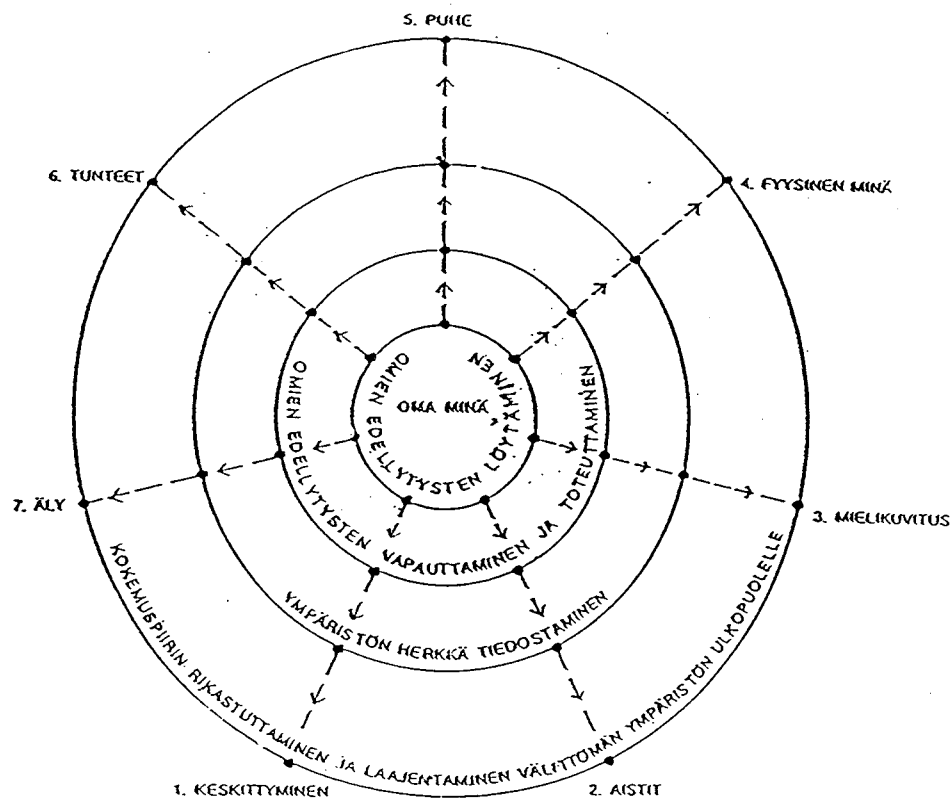 5. PUHE
6. TUNTEET
4. FYYSINEN MINÄ
OMA MINÄ
OMIEN EDELLYTYSTEN LÖYTÄMINEN
OMIEN EDELLYTYSTEN VAPAUTTAMINEN JA TOTEUTTAMINEN
7. ÄLY
3. MIELIKUVITUS
YMPÄRISTÖN HERKKÄ TIEDOSTAMINEN
KOKEMUSPIIRIN RIKASTUTTAMINEN JA LAAJENTAMINEN VÄLITTÖMÄN YMPÄRISTÖN ULKOPUOLELLE
1. KESKITTYMINEN
2. AISTIT